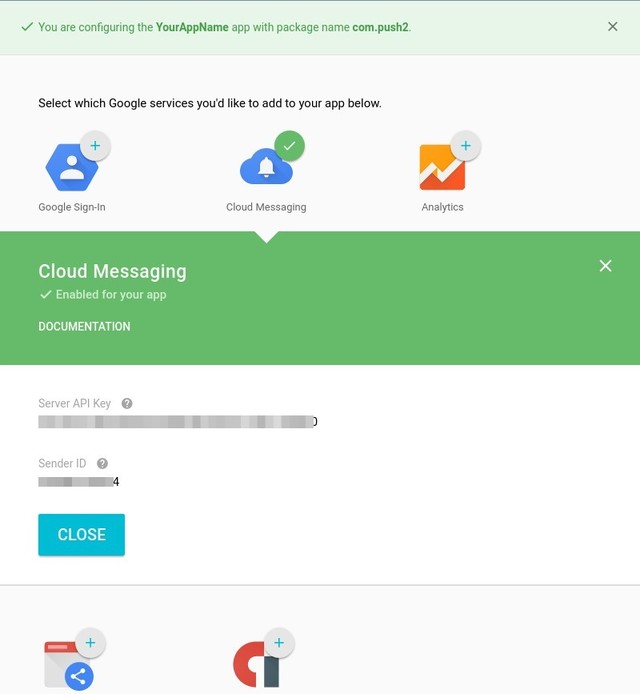 You are configuring the YourAppName app with package name com.push2.
Select which Google services you'd like to add to your app below.
Google Sign-In
Cloud Messaging
Analytics
Cloud Messaging
Enabled for your app
DOCUMENTATION
Server API Key
Sender ID
4
CLOSE